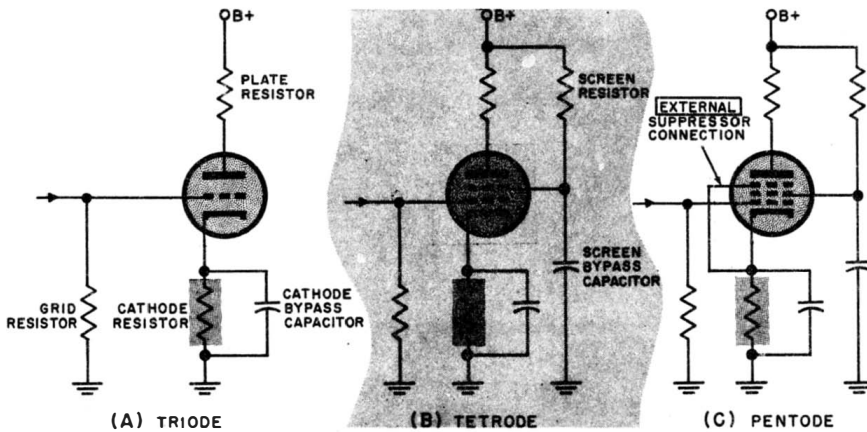 B+
PLATE
RESISTOR
GRID
RESISTOR
CATHODE
RESISTOR
CATHODE
BYPASS
CAPACITOR
(A) TRIODE
B+
SCREEN
RESISTOR
SCREEN
BYPASS
CAPACITOR
(B) TETRODE
B+
EXTERNAL
SUPPRESSOR
CONNECTION
(C) PENTODE